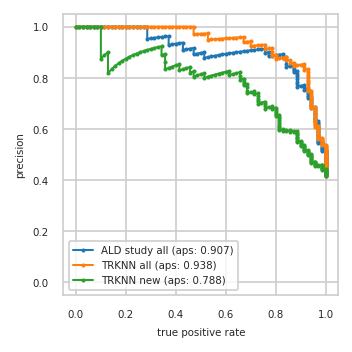 1.0
0.8
0.6
0.4
0.2
0.0
precision
ALD study all (aps: 0.907)
TRKNN all (aps: 0.938)
TRKNN new (aps: 0.788)
0.0 0.2 0.4 0.6 0.8 1.0
true positive rate